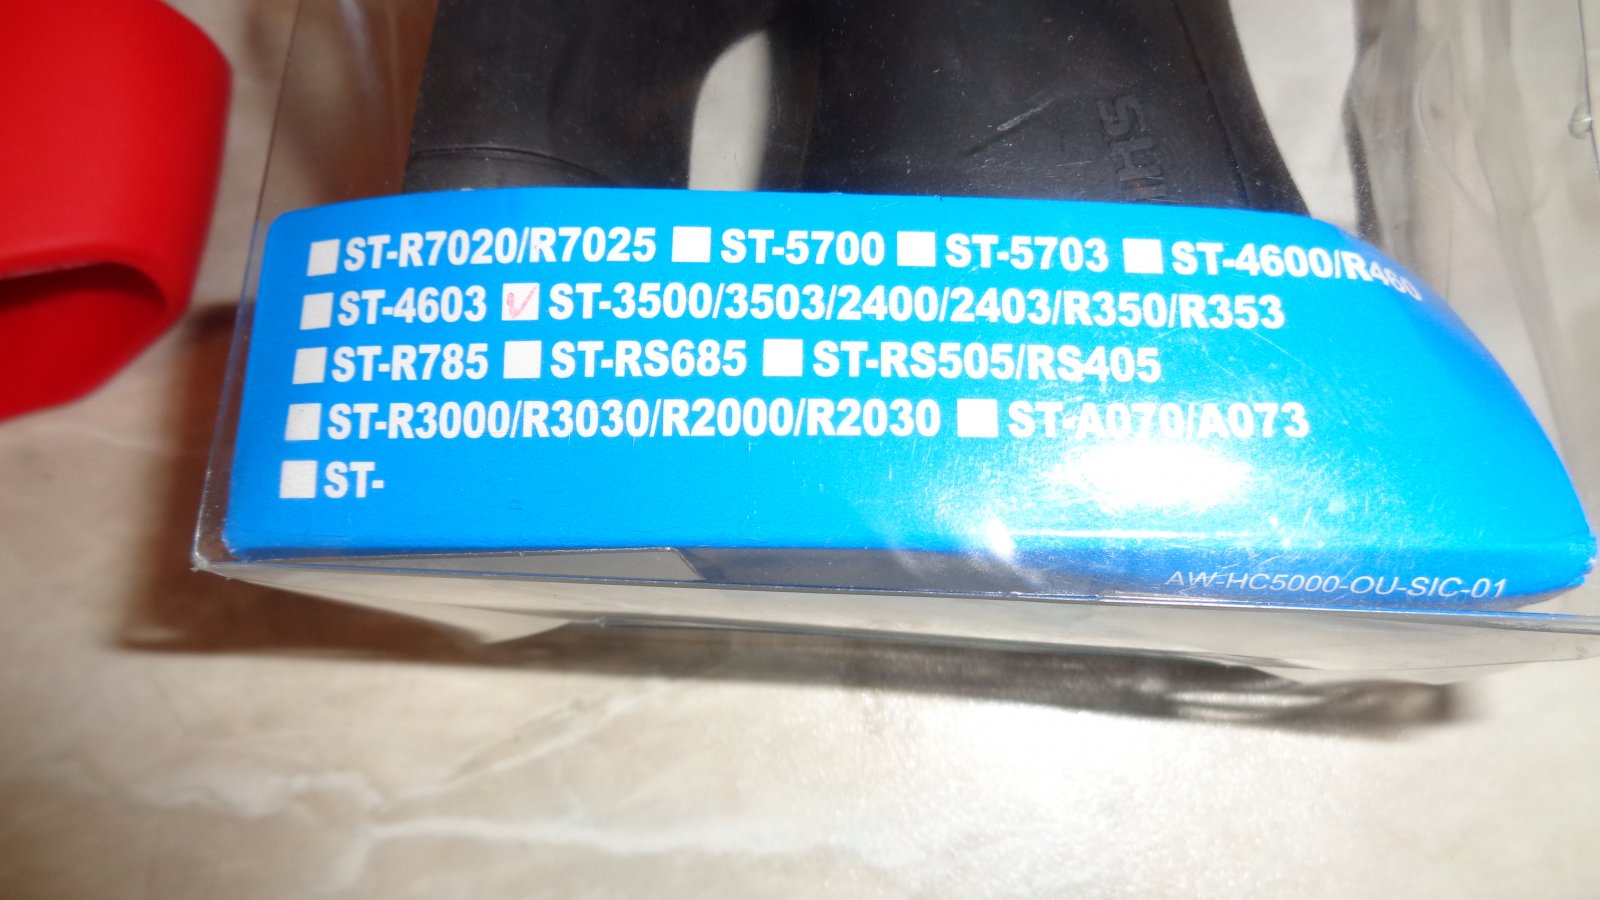 SHI
ST-R7020/R7025 ST-5700 ST-5703 ST-4600/R460
ST-4603 ST-3500/3503/2400/2403/R350/R353
ST-R785 ST-RS685 ST-RS505/RS405
ST-R3000/R3030/R2000/R2030 ST-A070/A073
ST-
AW-HC5000-OU-SIC-01